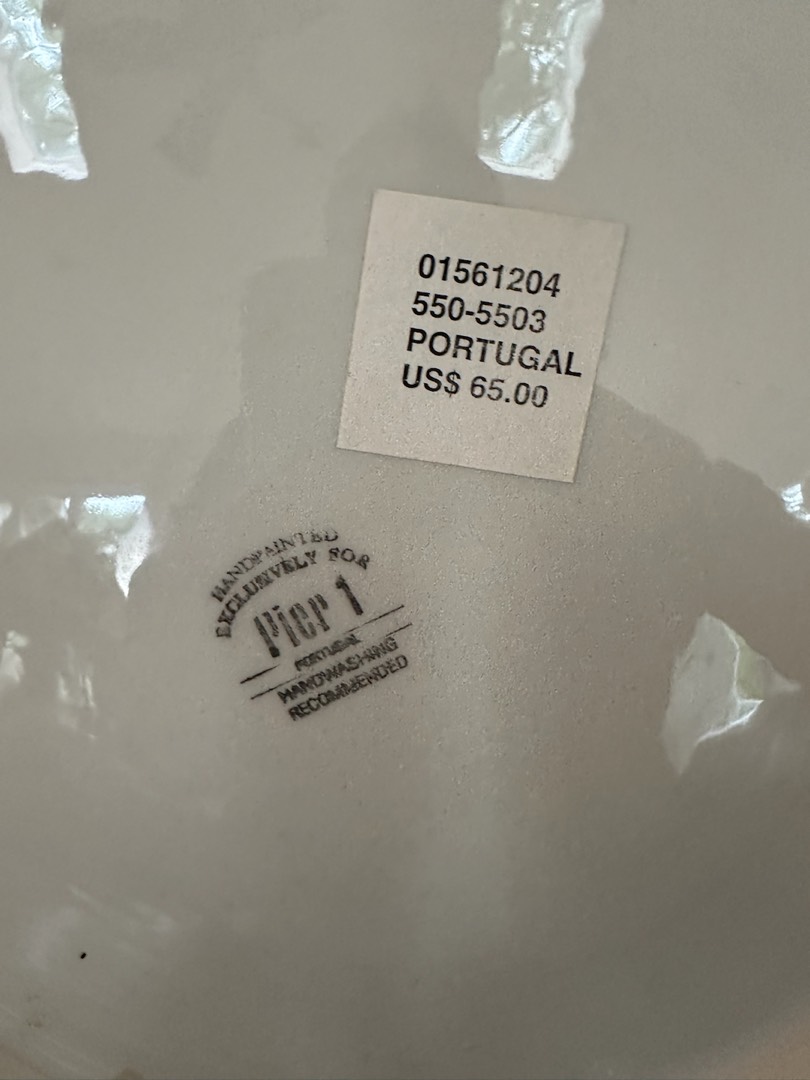 01561204
550-5503
PORTUGAL
US$ 65.00
HANDPAINTED
EXCLUSIVELY FOR
Pier 1
PORTUGAL
HANDWASHING
RECOMMENDED